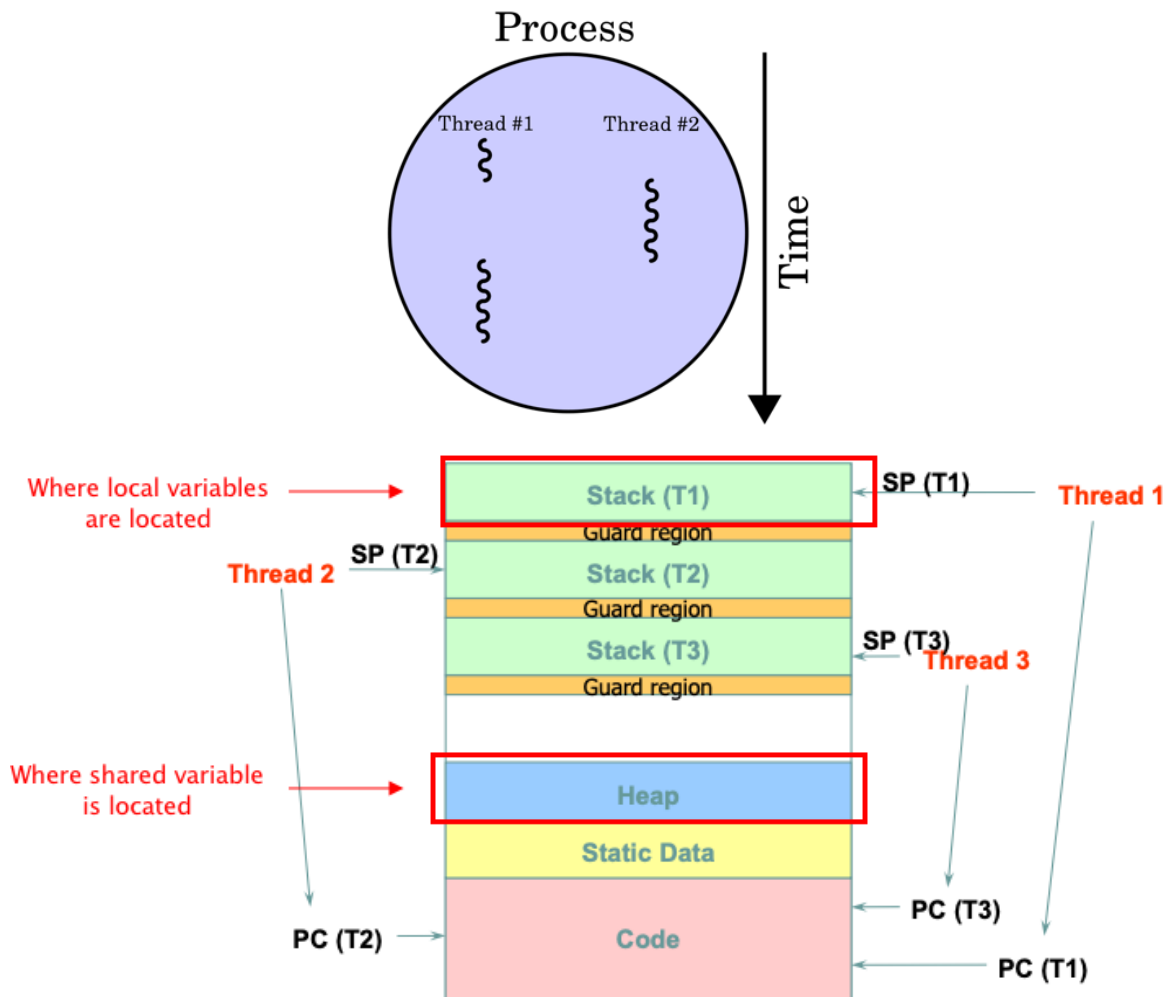 Process
Thread #1
Thread #2
Time
Where local variables
are located
Stack (T1)
SP (T1)
Thread 1
Guard region
SP (T2)
Thread 2
Stack (T2)
Guard region
Stack (T3)
SP (T3)
Thread 3
Guard region
Where shared variable
is located
Heap
Static Data
Code
PC (T3)
PC (T2)
PC (T1)